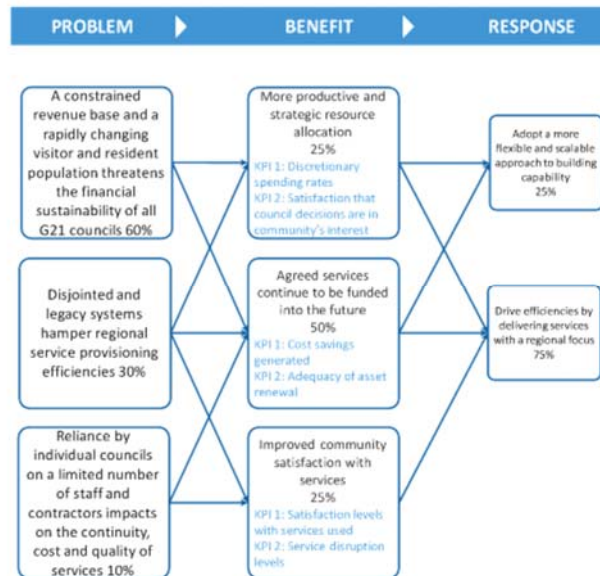 PROBLEM
BENEFIT
RESPONSE
A constrained
revenue base and a
rapidly changing
visitor and resident
population threatens
the financial
sustainability of all
G21 councils 60%
Disjointed and
legacy systems
hamper regional
service provisioning
efficiencies 30%
Reliance by
individual councils
on a limited number
of staff and
contractors impacts
on the continuity,
cost and quality of
services 10%
More productive and
strategic resource
allocation
25%
KPI 1: Discretionary
spending rates
KPI 2: Satisfaction that
council decisions are in
community's interest
Agreed services
continue to be funded
into the future
50%
KPI 1: Cost savings
generated
KPI 2: Adequacy of asset
renewal
Improved community
satisfaction with
services
25%
KPI 1: Satisfaction levels
with services used
KPI 2: Service disruption
levels
Adopt a more
flexible and scalable
approach to building
capability
25%
Drive efficiencies by
delivering services
with a regional focus
75%